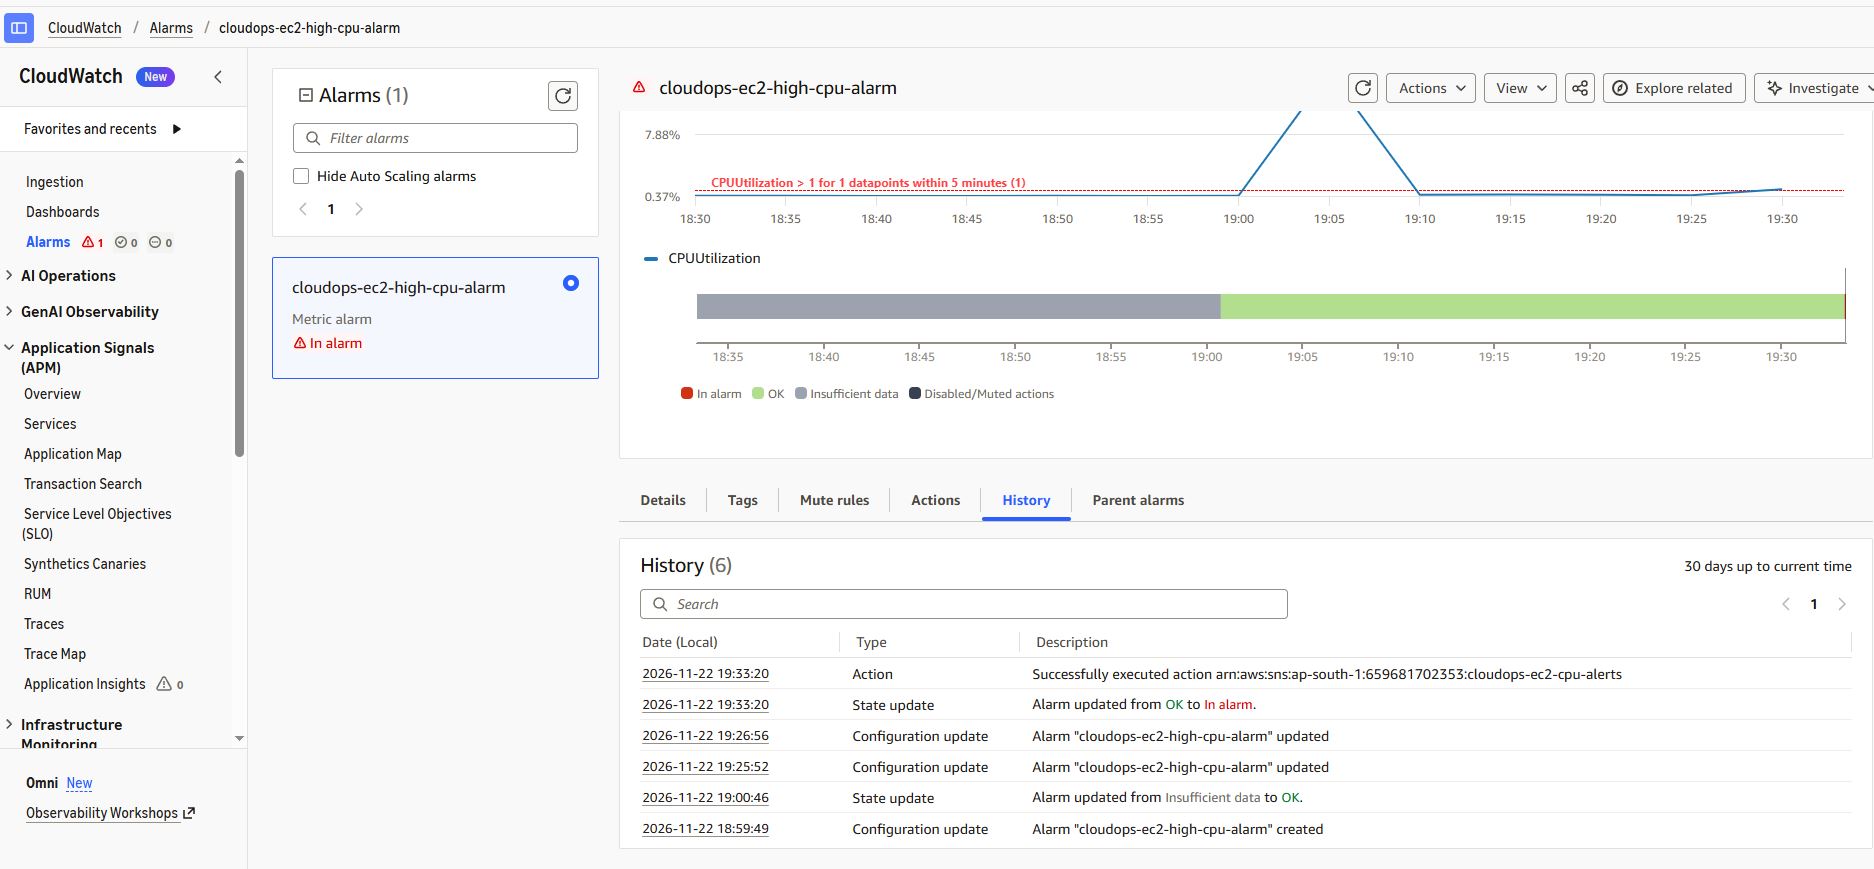 CloudWatch / Alarms / cloudops-ec2-high-cpu-alarm
CloudWatch New
Favorites and recents
Ingestion
Dashboards
Alarms 1 0 0
AI Operations
GenAI Observability
Application Signals
(APM)
Overview
Services
Application Map
Transaction Search
Service Level Objectives
(SLO)
Synthetics Canaries
RUM
Traces
Trace Map
Application Insights 0
Infrastructure
Monitoring
Omni New
Observability Workshops
Alarms (1)
Filter alarms
Hide Auto Scaling alarms
1
cloudops-ec2-high-cpu-alarm
Metric alarm
In alarm
cloudops-ec2-high-cpu-alarm
Actions View Explore related Investigate
7.88%
CPUUtilization > 1 for 1 datapoints within 5 minutes (1)
0.37%
18:30 18:35 18:40 18:45 18:50 18:55 19:00 19:05 19:10 19:15 19:20 19:25 19:30
CPUUtilization
18:35 18:40 18:45 18:50 18:55 19:00 19:05 19:10 19:15 19:20 19:25 19:30
In alarm OK Insufficient data Disabled/Muted actions
Details Tags Mute rules Actions History Parent alarms
History (6) 30 days up to current time
Search 1
Date (Local) Type Description
2026-11-22 19:33:20 Action Successfully executed action arn:aws:sns:ap-south-1:659681702353:cloudops-ec2-cpu-alerts
2026-11-22 19:33:20 State update Alarm updated from OK to In alarm.
2026-11-22 19:26:56 Configuration update Alarm "cloudops-ec2-high-cpu-alarm" updated
2026-11-22 19:25:52 Configuration update Alarm "cloudops-ec2-high-cpu-alarm" updated
2026-11-22 19:00:46 State update Alarm updated from Insufficient data to OK.
2026-11-22 18:59:49 Configuration update Alarm "cloudops-ec2-high-cpu-alarm" created